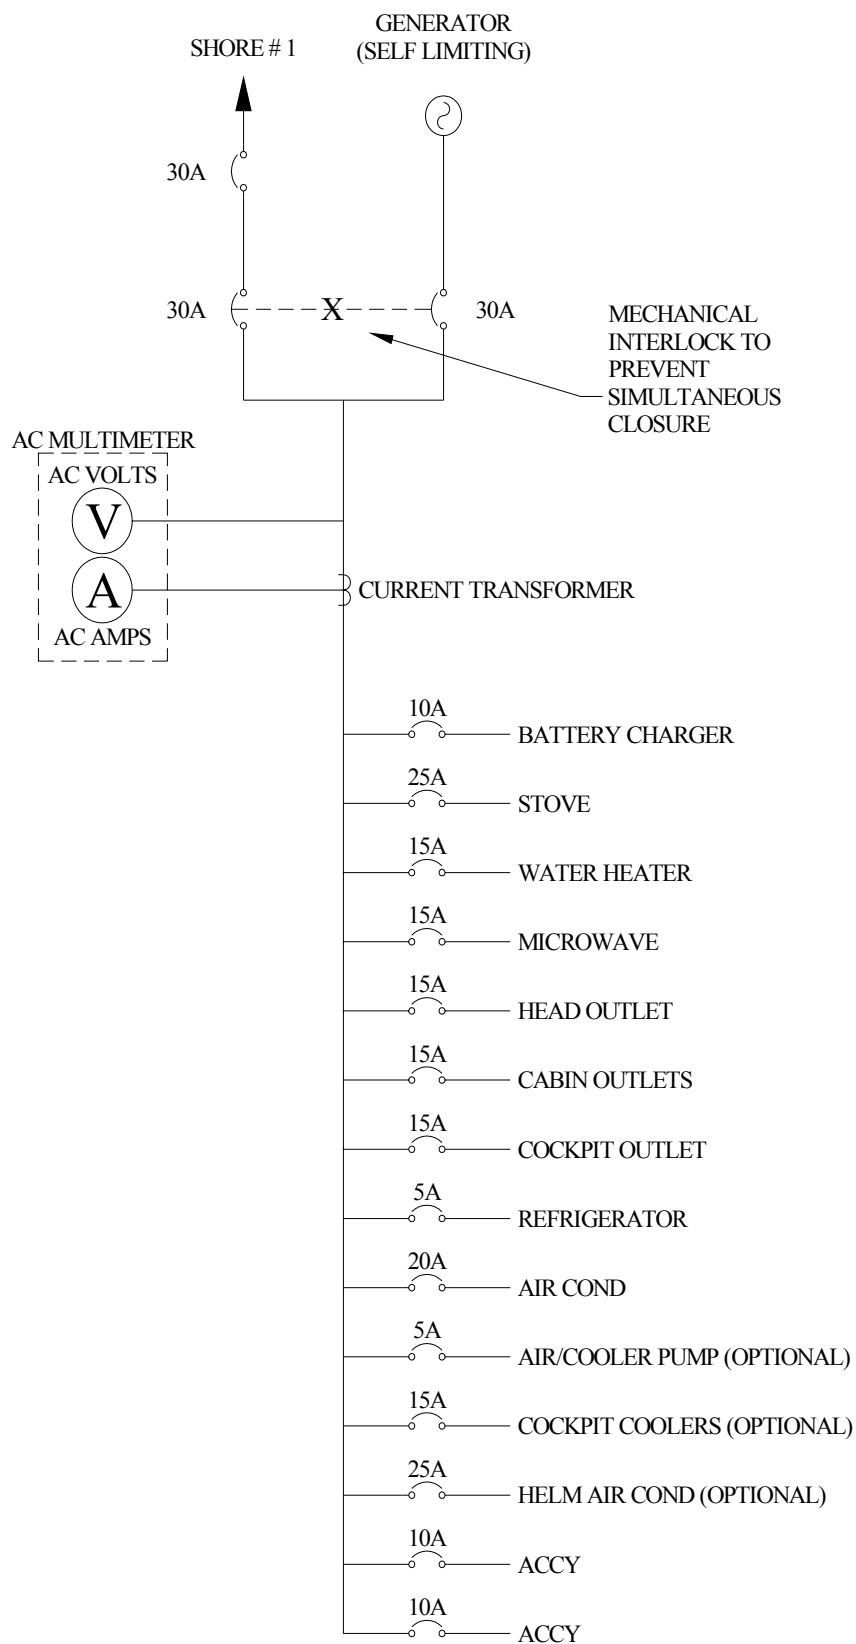 GENERATOR
(SELF LIMITING)
SHORE # 1
30A
30A
X
30A
MECHANICAL
INTERLOCK TO
PREVENT
SIMULTANEOUS
CLOSURE
AC MULTIMETER
AC VOLTS
V
A
AC AMPS
CURRENT TRANSFORMER
10A
BATTERY CHARGER
25A
STOVE
15A
WATER HEATER
15A
MICROWAVE
15A
HEAD OUTLET
15A
CABIN OUTLETS
15A
COCKPIT OUTLET
5A
REFRIGERATOR
20A
AIR COND
5A
AIR/COOLER PUMP (OPTIONAL)
15A
COCKPIT COOLERS (OPTIONAL)
25A
HELM AIR COND (OPTIONAL)
10A
ACCY
10A
ACCY